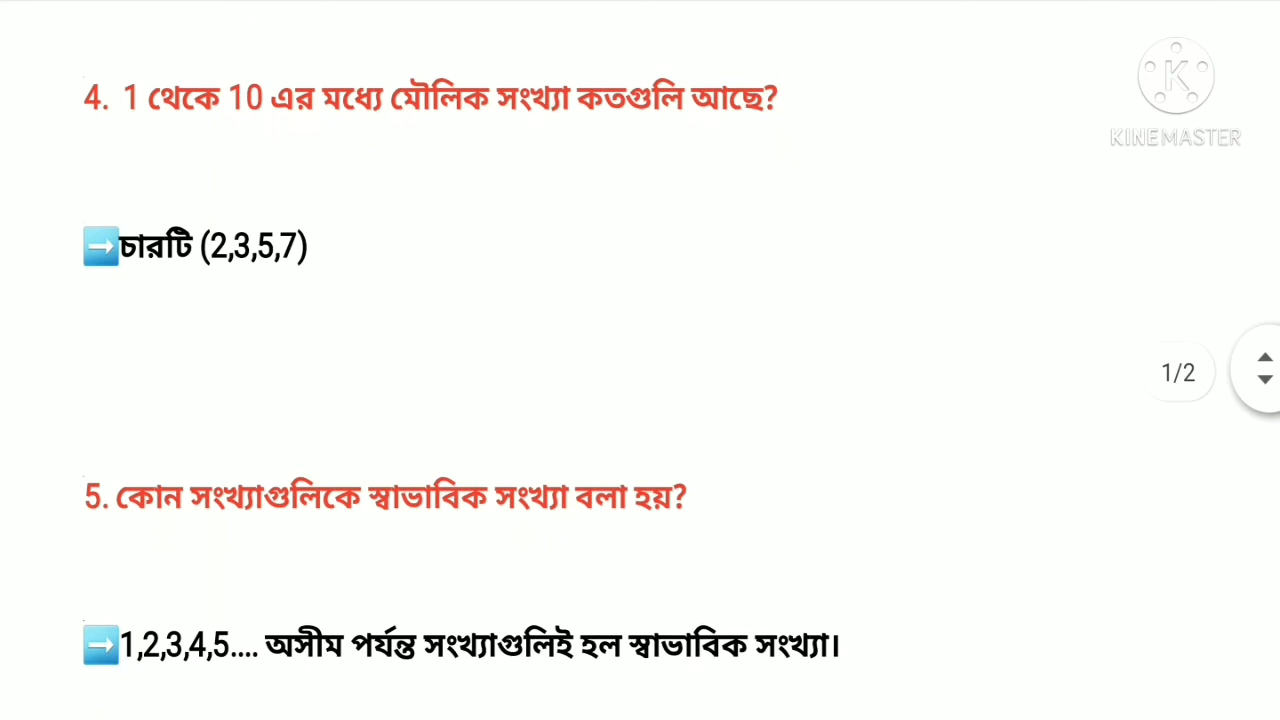 4. 1 থেকে 10 এর মধ্যে মৌলিক সংখ্যা কতগুলি আছে?
K
KINEMASTER
➡️চারটি (2,3,5,7)
1/2
5. কোন সংখ্যাগুলিকে স্বাভাবিক সংখ্যা বলা হয়?
➡️1,2,3,4,5.... অসীম পর্যন্ত সংখ্যাগুলিই হল স্বাভাবিক সংখ্যা।